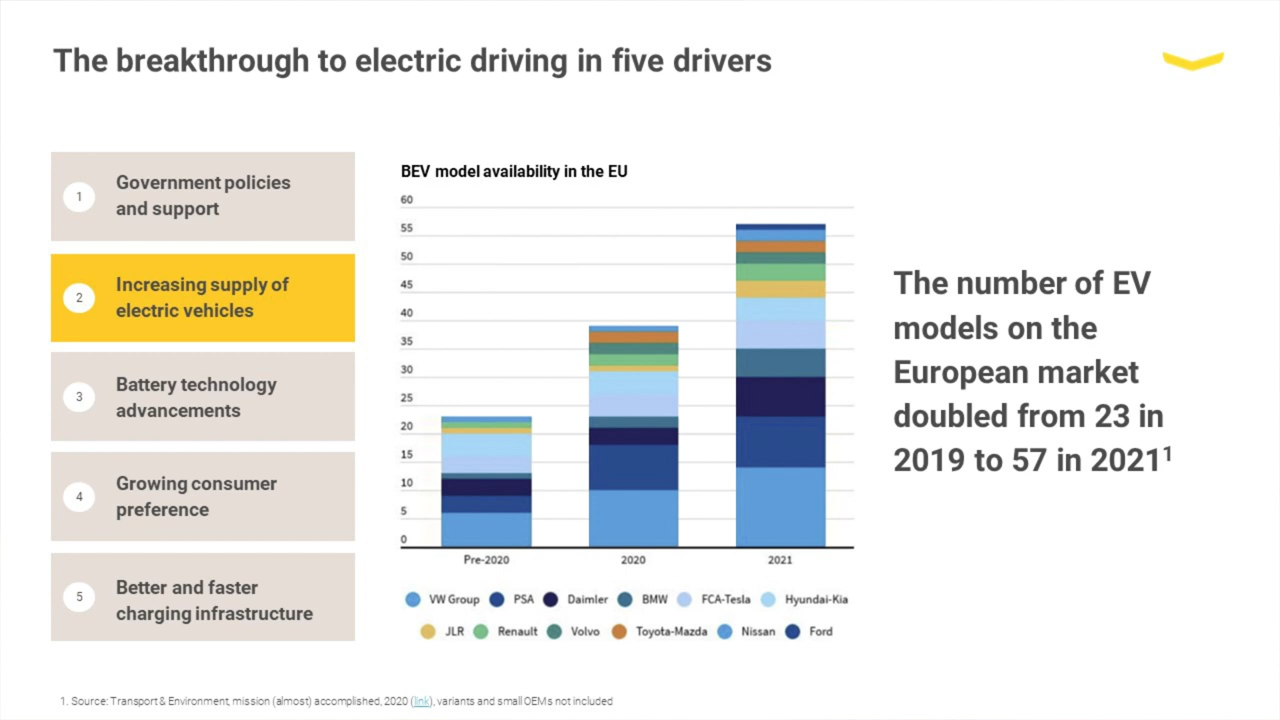 The breakthrough to electric driving in five drivers
1
Government policies
and support
2
Increasing supply of
electric vehicles
3
Battery technology
advancements
4
Growing consumer
preference
5
Better and faster
charging infrastructure
BEV model availability in the EU
60
55
50
45
40
35
30
25
20
15
10
5
0
Pre-2020 2020 2021
VW Group PSA Daimler BMW FCA-Tesla Hyundai-Kia
JLR Renault Volvo Toyota-Mazda Nissan Ford
The number of EV
models on the
European market
doubled from 23 in
2019 to 57 in 2021¹
1. Source: Transport & Environment, mission (almost) accomplished, 2020 (link), variants and small OEMs not included